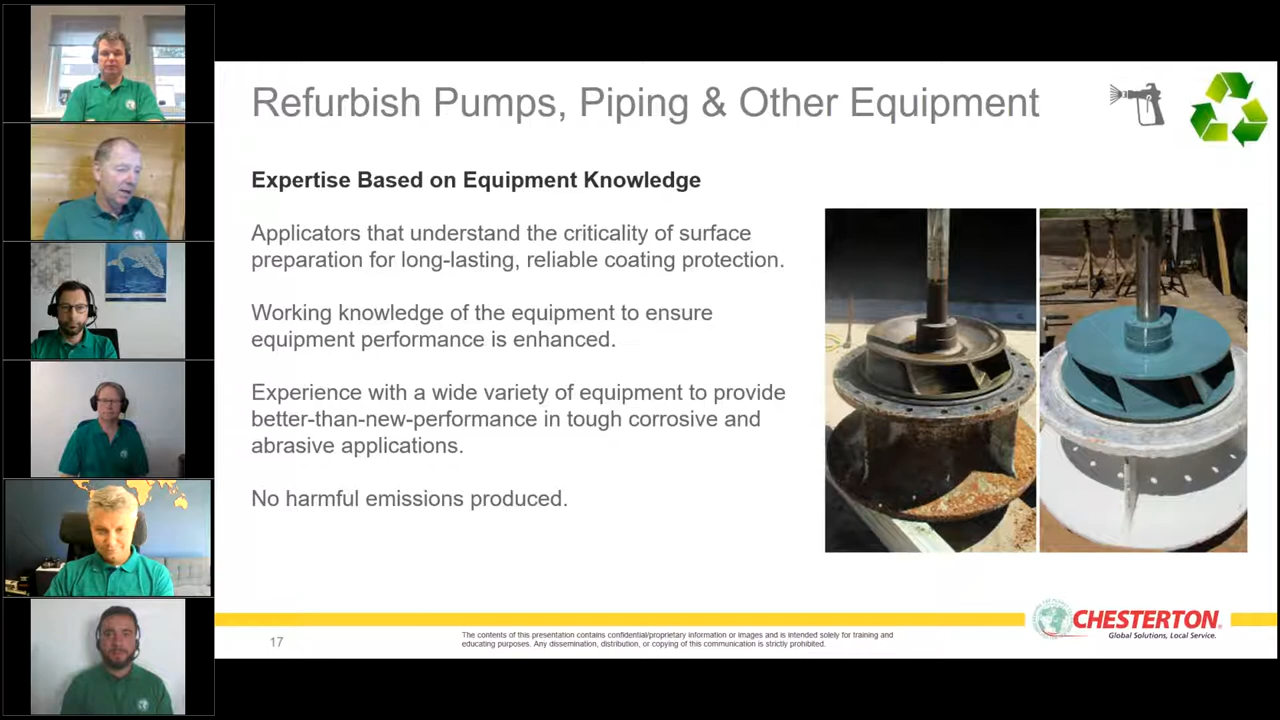 Refurbish Pumps, Piping & Other Equipment
Expertise Based on Equipment Knowledge
Applicators that understand the criticality of surface
preparation for long-lasting, reliable coating protection.
Working knowledge of the equipment to ensure
equipment performance is enhanced.
Experience with a wide variety of equipment to provide
better-than-new-performance in tough corrosive and
abrasive applications.
No harmful emissions produced.
17
The contents of this presentation contains confidential/proprietary information or images and is intended solely for training and
educating purposes. Any dissemination, distribution, or copying of this communication is strictly prohibited.
CHESTERTON®
Global Solutions, Local Service.